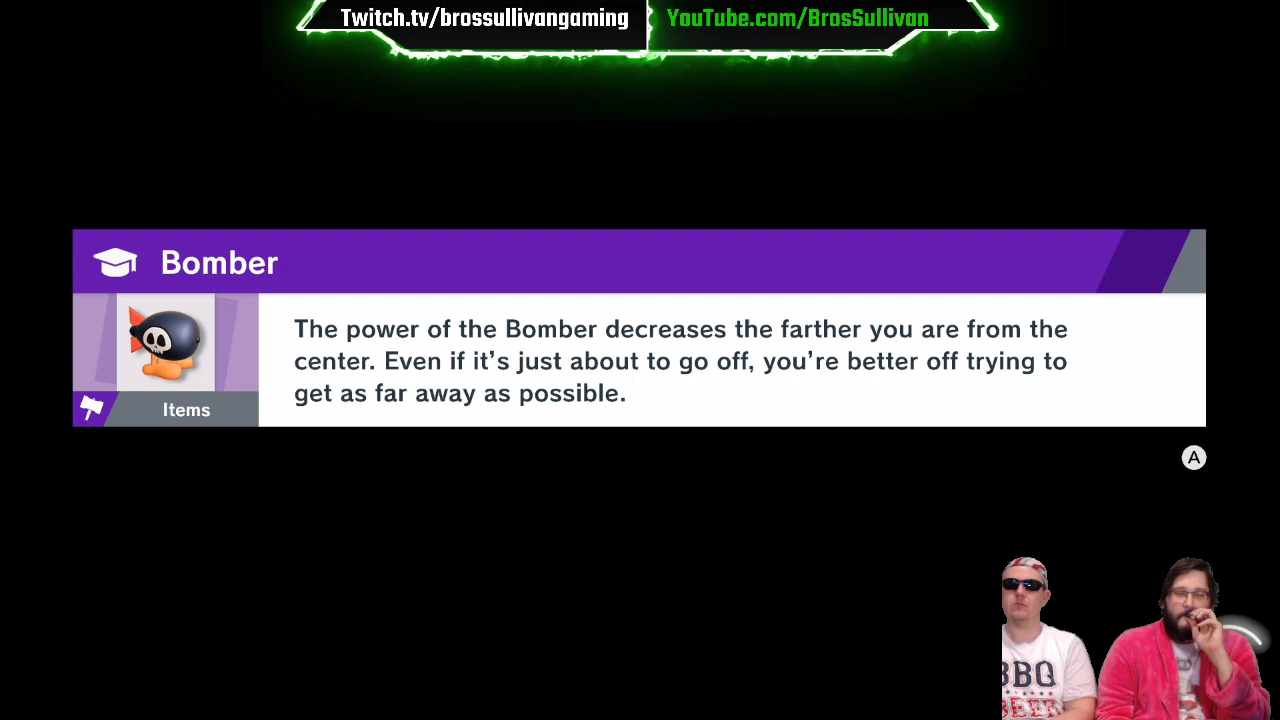 Twitch.tv/brossullivangaming
YouTube.com/BrosSullivan
Bomber
The power of the Bomber decreases the farther you are from the
center. Even if it's just about to go off, you're better off trying to
get as far away as possible.
Items
A
BBQ
BEER